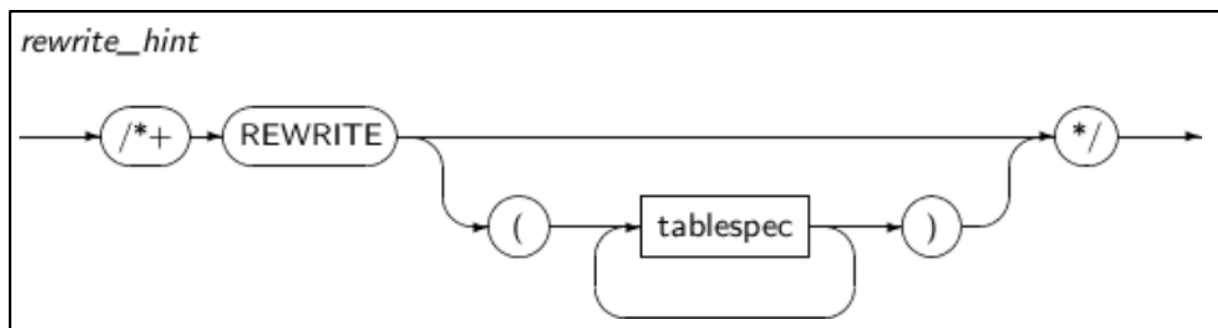 rewrite_hint
/*+ REWRITE */
( tablespec )